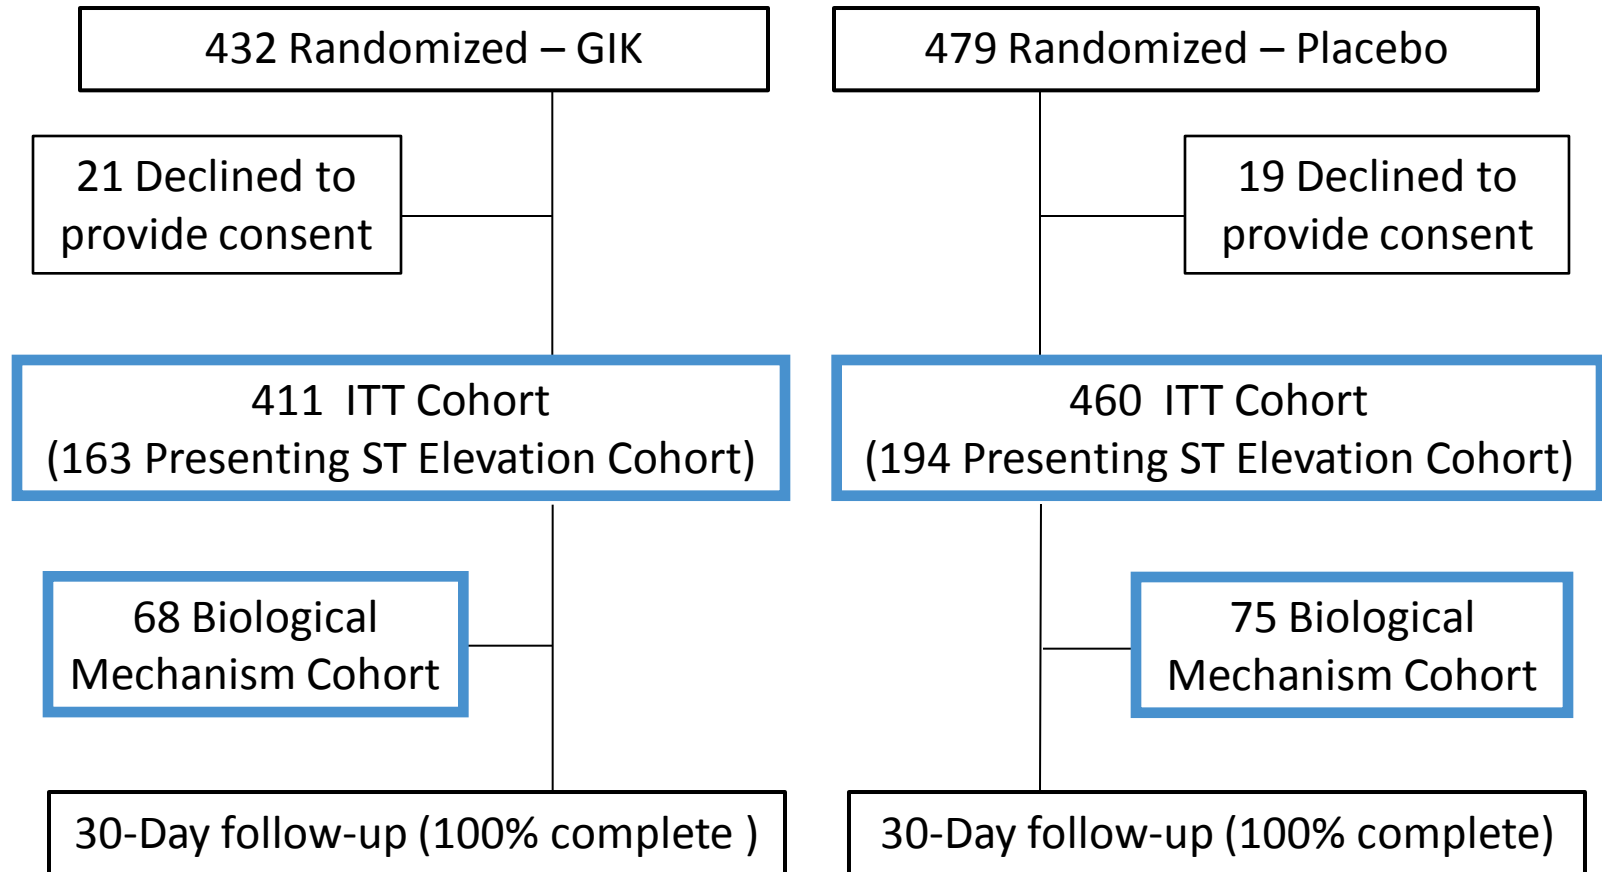 432 Randomized – GIK
479 Randomized – Placebo
21 Declined to
provide consent
19 Declined to
provide consent
411  ITT Cohort
(163 Presenting ST Elevation Cohort)
460  ITT Cohort
(194 Presenting ST Elevation Cohort)
68 Biological
Mechanism Cohort
75 Biological
Mechanism Cohort
30-Day follow-up (100% complete )
30-Day follow-up (100% complete)